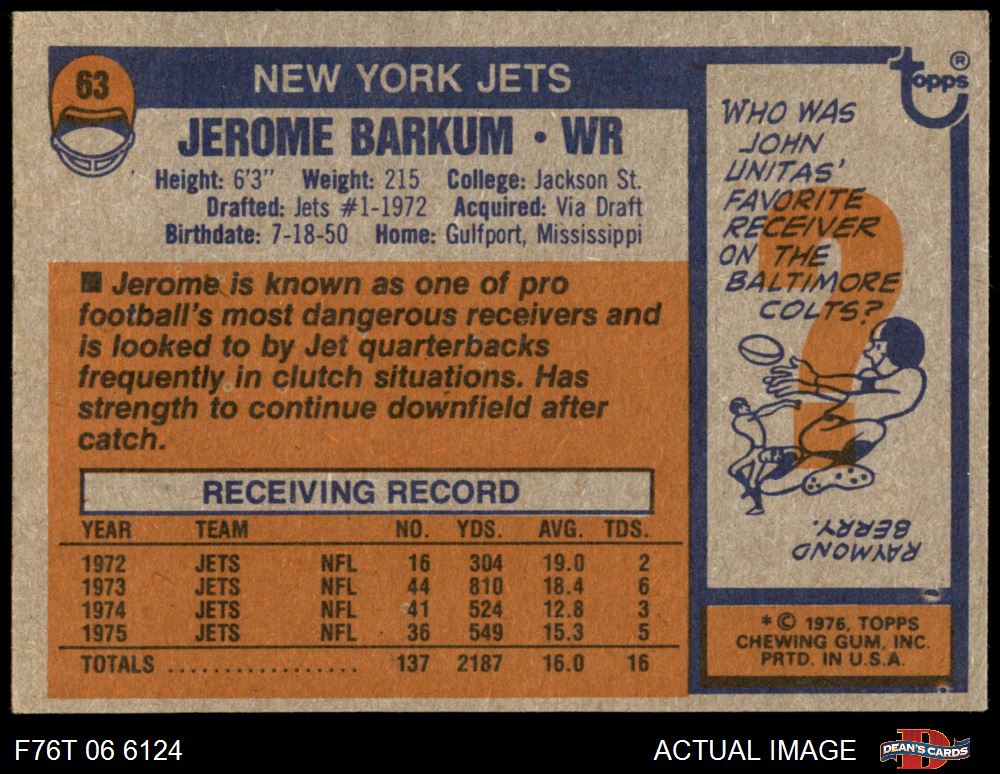 63
NEW YORK JETS
JEROME BARKUM • WR
Height: 6'3" Weight: 215 College: Jackson St.
Drafted: Jets #1-1972 Acquired: Via Draft
Birthdate: 7-18-50 Home: Gulfport, Mississippi
■ Jerome is known as one of pro
football's most dangerous receivers and
is looked to by Jet quarterbacks
frequently in clutch situations. Has
strength to continue downfield after
catch.
RECEIVING RECORD
YEAR TEAM NO. YDS. AVG. TDS.
1972 JETS NFL 16 304 19.0 2
1973 JETS NFL 44 810 18.4 6
1974 JETS NFL 41 524 12.8 3
1975 JETS NFL 36 549 15.3 5
TOTALS .................. 137 2187 16.0 16
topps ®
WHO WAS
JOHN
UNITAS'
FAVORITE
RECEIVER
ON THE
BALTIMORE
COLTS?
?
RAYMOND
BERRY.
* © 1976, TOPPS
CHEWING GUM, INC.
PRTD. IN U.S.A.
F76T 06 6124
ACTUAL IMAGE
D
DEAN'S CARDS